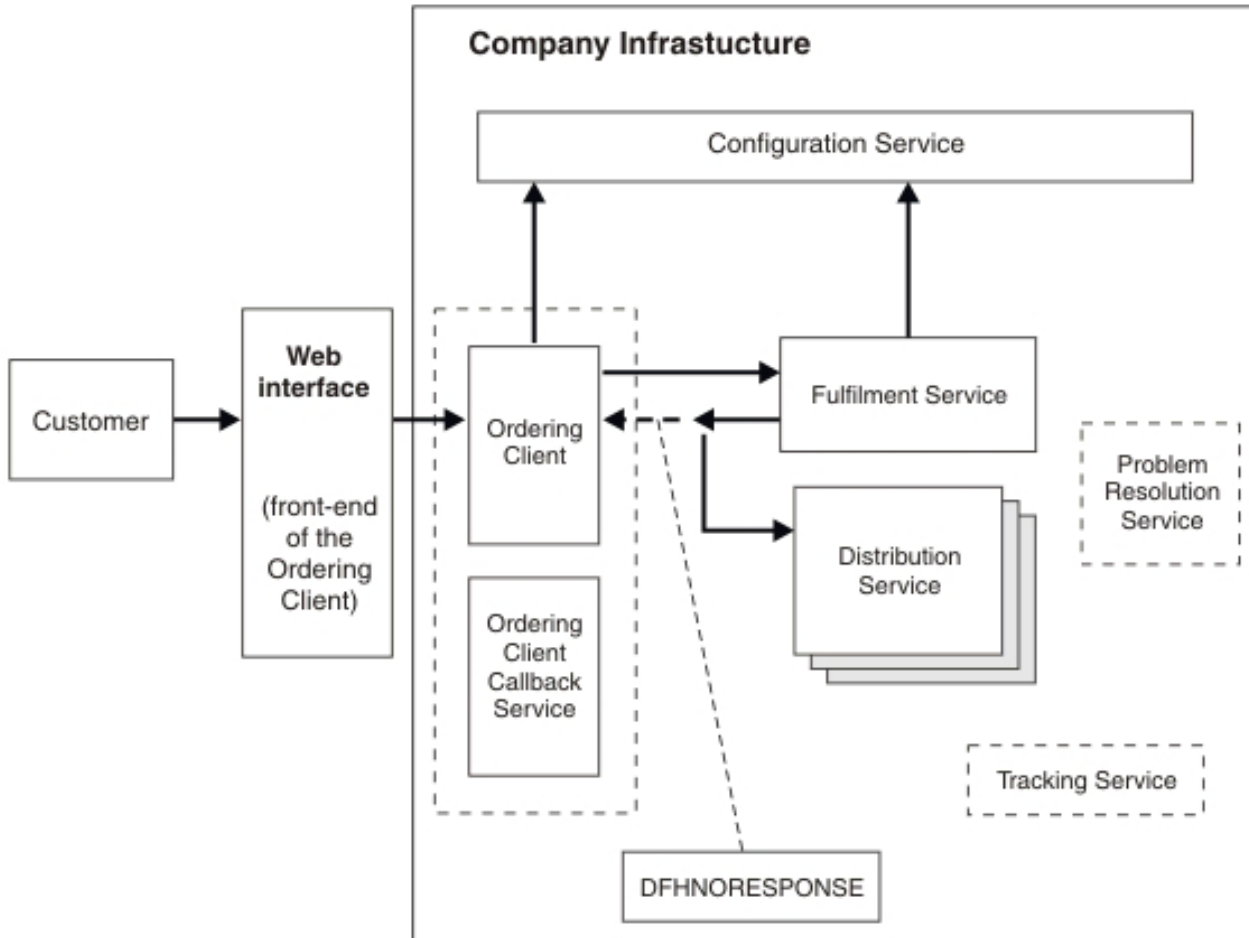 Company Infrastucture
Configuration Service
Customer
Web
interface
(front-end
of the
Ordering
Client)
Ordering
Client
Fulfilment Service
Problem
Resolution
Service
Distribution
Service
Ordering
Client
Callback
Service
Tracking Service
DFHNORESPONSE